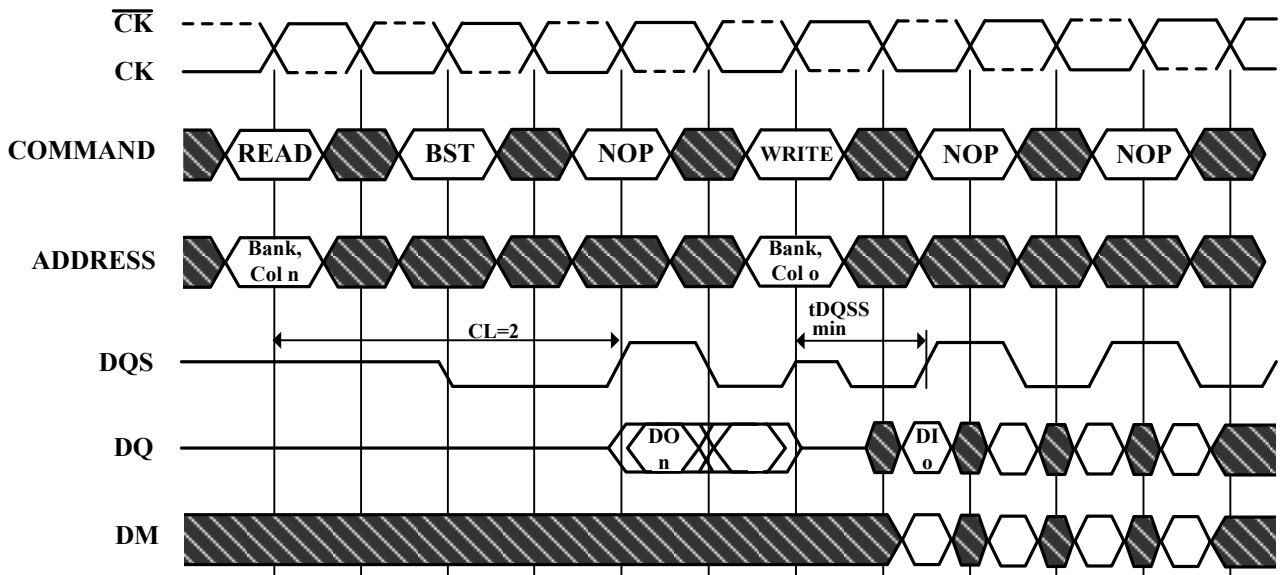 C̅K̅
CK
COMMAND
READ
BST
NOP
WRITE
NOP
NOP
ADDRESS
Bank,
Col n
Bank,
Col o
tDQSS
min
CL=2
DQS
DQ
DO
n
DI
o
DM